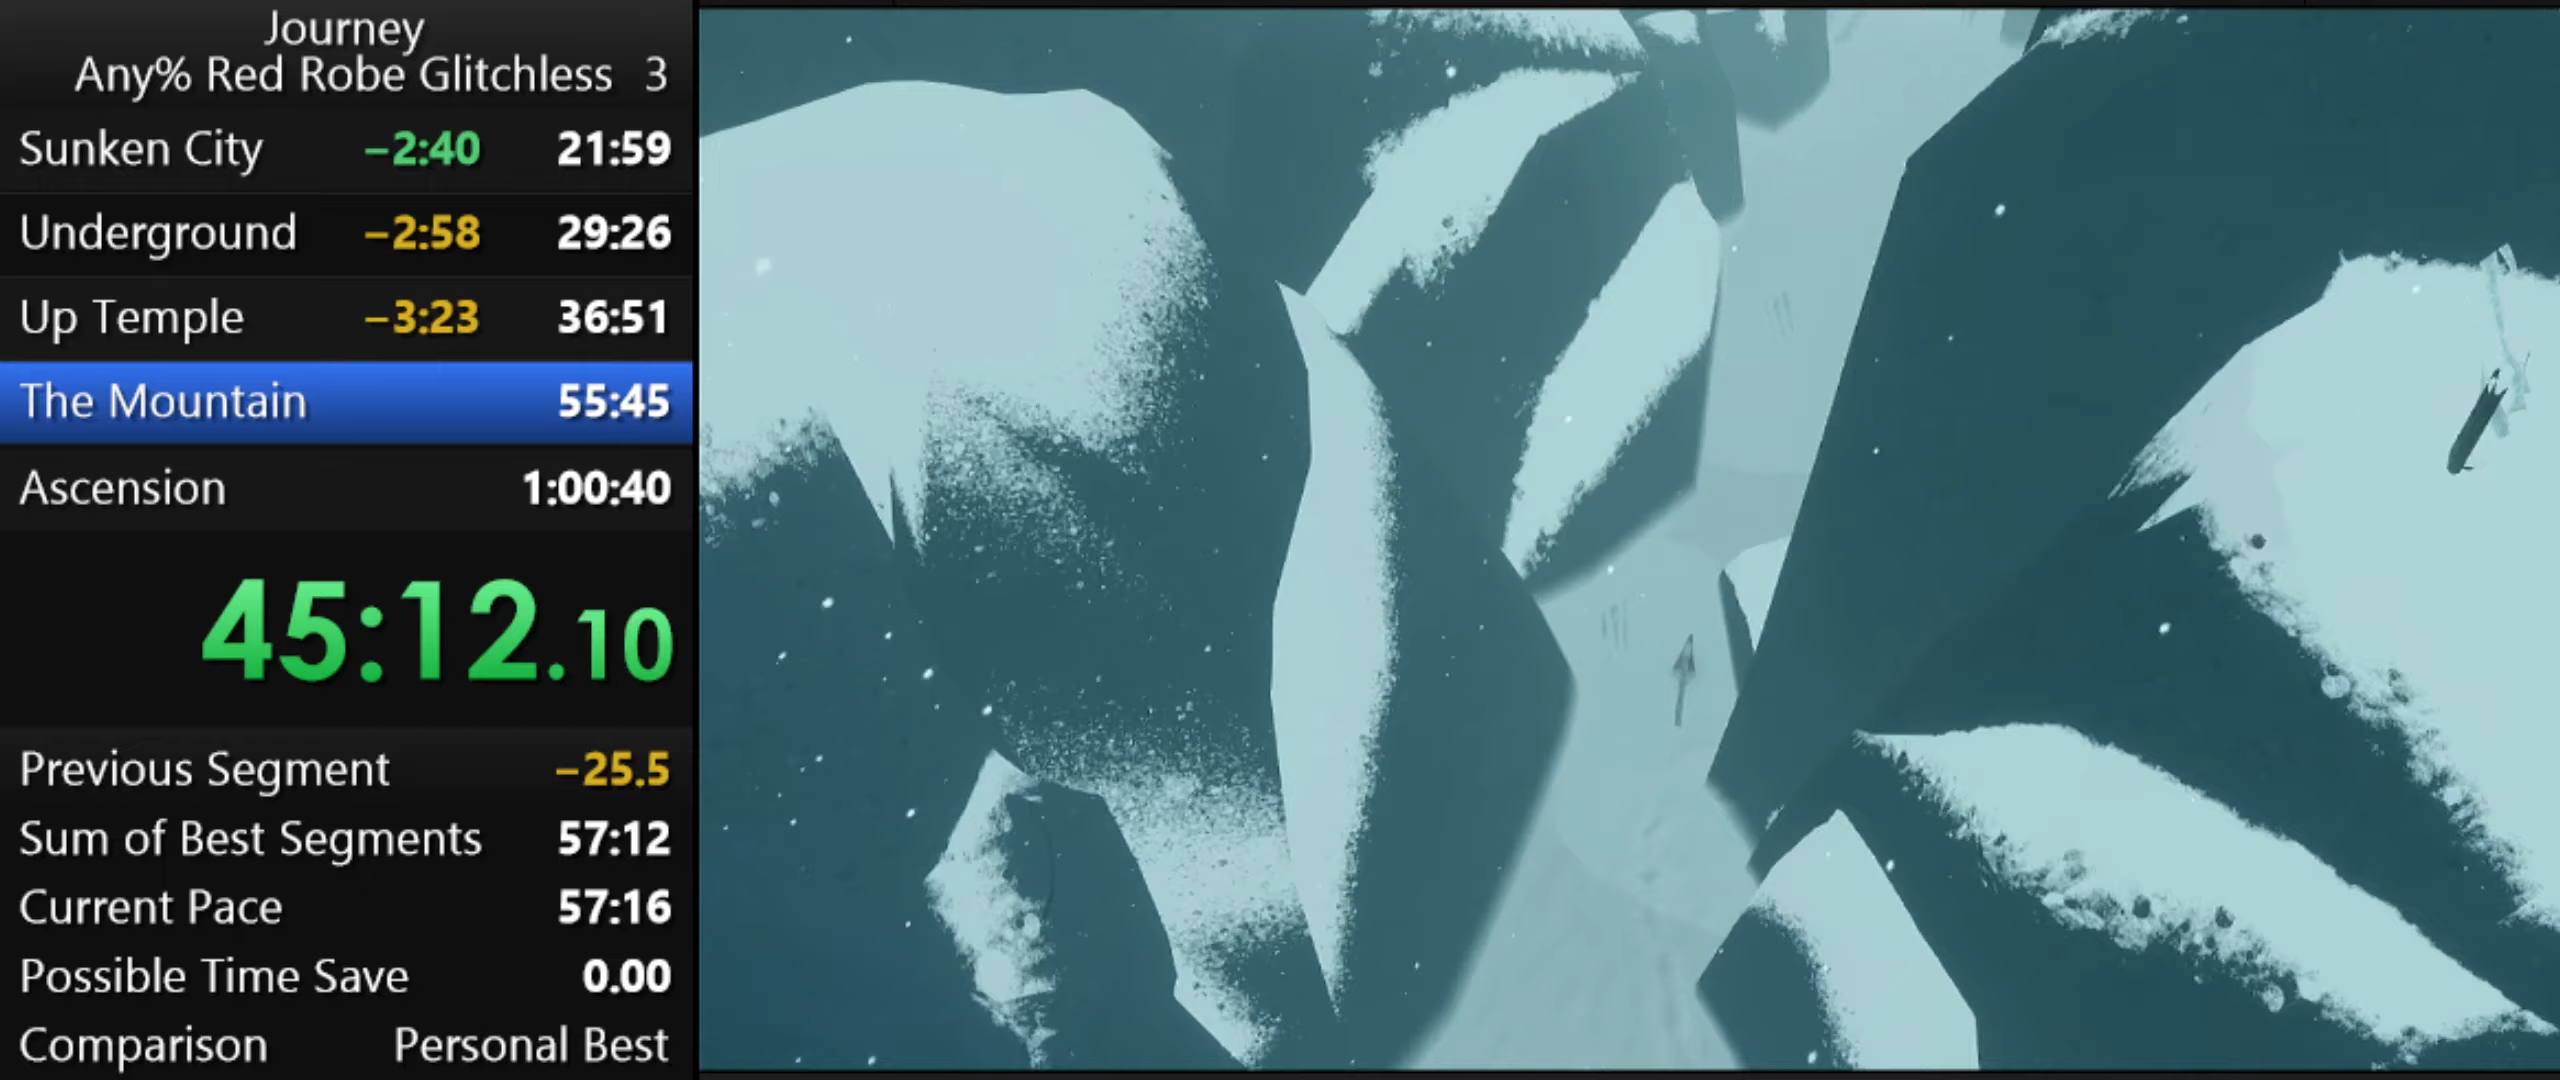 Journey
Any% Red Robe Glitchless 3
Sunken City −2:40 21:59
Underground −2:58 29:26
Up Temple −3:23 36:51
The Mountain 55:45
Ascension 1:00:40
45:12.10
Previous Segment −25.5
Sum of Best Segments 57:12
Current Pace 57:16
Possible Time Save 0.00
Comparison Personal Best